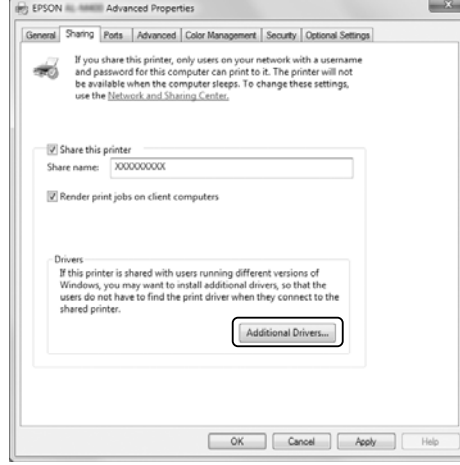 EPSON Advanced Properties
General Sharing Ports Advanced Color Management Security Optional Settings
If you share this printer, only users on your network with a username
and password for this computer can print to it. The printer will not
be available when the computer sleeps. To change these settings,
use the Network and Sharing Center.
Share this printer
Share name: XXXXXXXXX
Render print jobs on client computers
Drivers
If this printer is shared with users running different versions of
Windows, you may want to install additional drivers, so that the
users do not have to find the print driver when they connect to the
shared printer.
Additional Drivers...
OK Cancel Apply Help